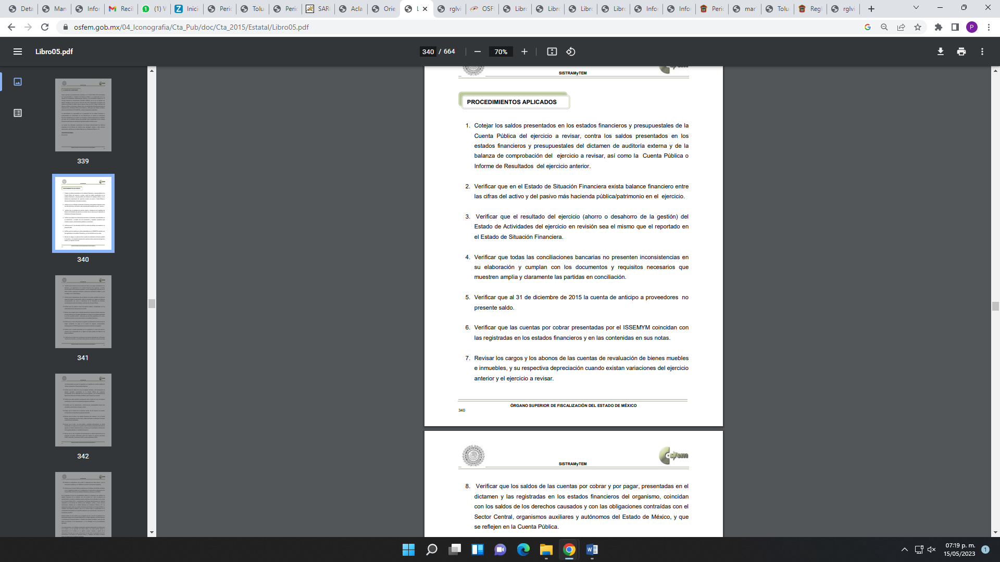 Deta
Man
Infor
Recib
(1) W
Inicio
Perio
Tolu
Perio
SAR
Acla
Orie
L
rglvi
OSFI
Libro
Libro
Libro
Libro
Infor
Infor
Perio
mar
Tolu
Regl
rglvi
osfem.gob.mx/04_Iconografia/Cta_Pub/doc/Cta_2015/Estatal/Libro05.pdf
P
Libro05.pdf
340 / 664
70%
339
340
341
342
SISTRAMyTEM
PROCEDIMIENTOS APLICADOS
1. Cotejar los saldos presentados en los estados financieros y presupuestales de la
Cuenta Pública del ejercicio a revisar, contra los saldos presentados en los
estados financieros y presupuestales del dictamen de auditoría externa y de la
balanza de comprobación del ejercicio a revisar, así como la Cuenta Pública o
Informe de Resultados del ejercicio anterior.
2. Verificar que en el Estado de Situación Financiera exista balance financiero entre
las cifras del activo y del pasivo más hacienda pública/patrimonio en el ejercicio.
3. Verificar que el resultado del ejercicio (ahorro o desahorro de la gestión) del
Estado de Actividades del ejercicio en revisión sea el mismo que el reportado en
el Estado de Situación Financiera.
4. Verificar que todas las conciliaciones bancarias no presenten inconsistencias en
su elaboración y cumplan con los documentos y requisitos necesarios que
muestren amplia y claramente las partidas en conciliación.
5. Verificar que al 31 de diciembre de 2015 la cuenta de anticipo a proveedores no
presente saldo.
6. Verificar que las cuentas por cobrar presentadas por el ISSEMYM coincidan con
las registradas en los estados financieros y en las contenidas en sus notas.
7. Revisar los cargos y los abonos de las cuentas de revaluación de bienes muebles
e inmuebles, y su respectiva depreciación cuando existan variaciones del ejercicio
anterior y el ejercicio a revisar.
ÓRGANO SUPERIOR DE FISCALIZACIÓN DEL ESTADO DE MÉXICO
340
osfem
SISTRAMyTEM
8. Verificar que los saldos de las cuentas por cobrar y por pagar, presentadas en el
dictamen y las registradas en los estados financieros del organismo, coincidan
con los saldos de los derechos causados y con las obligaciones contraídas con el
Sector Central, organismos auxiliares y autónomos del Estado de México, y que
se reflejen en la Cuenta Pública.
07:19 p. m.
15/05/2023
1